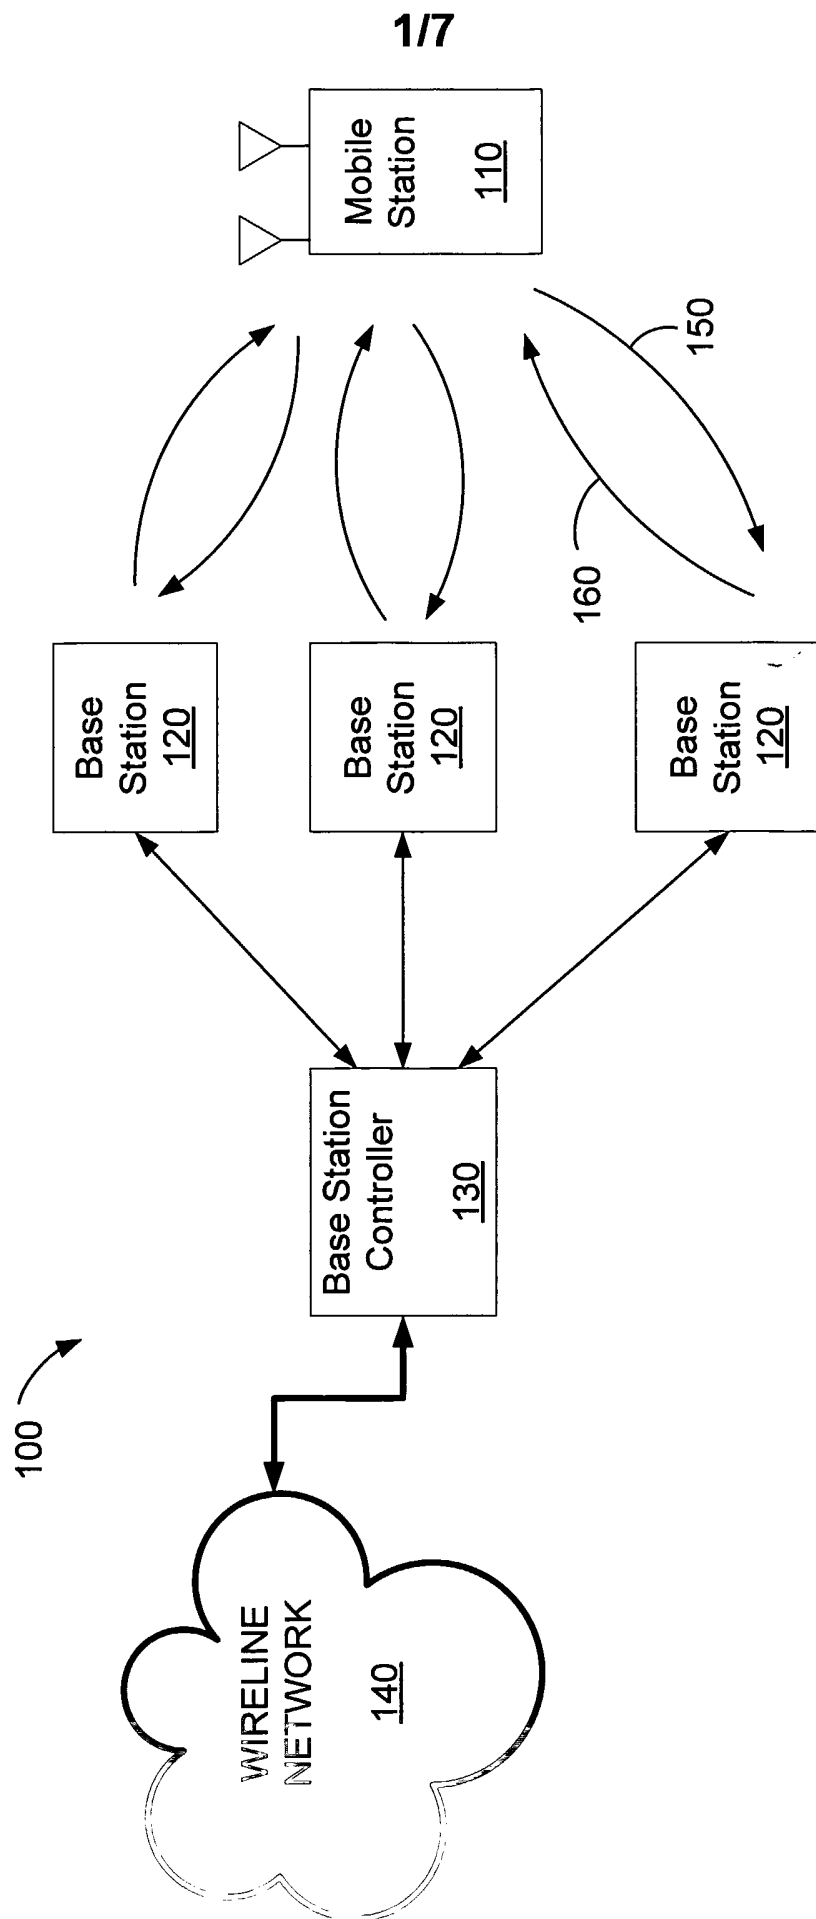 1/7
100
WIRELINE
NETWORK
140
Base Station
Controller
130
Base
Station
120
Base
Station
120
Base
Station
120
160
150
Mobile
Station
110